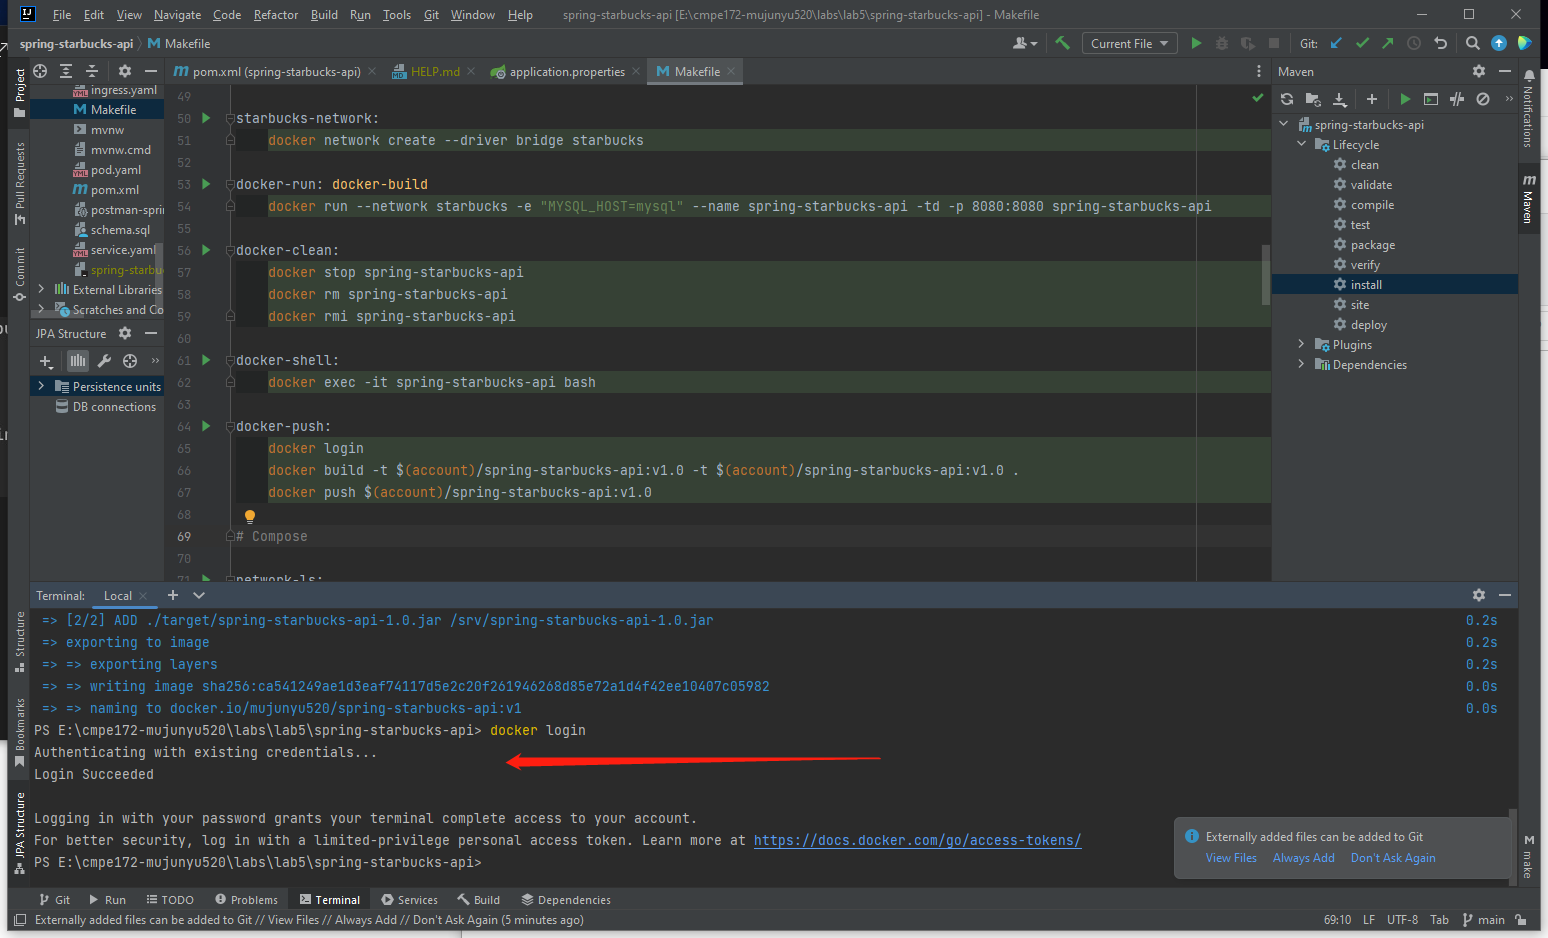 File Edit View Navigate Code Refactor Build Run Tools Git Window Help spring-starbucks-api [E:\cmpe172-mujunyu520\labs\lab5\spring-starbucks-api] - Makefile
spring-starbucks-api Makefile Current File Git:
Project
pom.xml (spring-starbucks-api) HELP.md application.properties Makefile
Maven
Notifications
ingress.yaml
Makefile
mvnw
mvnw.cmd
pod.yaml
pom.xml
postman-spri
schema.sql
service.yaml
spring-starbu
External Libraries
Scratches and Co
JPA Structure
Persistence units
DB connections
Pull Requests
Commit
Structure
Bookmarks
JPA Structure
49
50 starbucks-network:
51 docker network create --driver bridge starbucks
52
53 docker-run: docker-build
54 docker run --network starbucks -e "MYSQL_HOST=mysql" --name spring-starbucks-api -td -p 8080:8080 spring-starbucks-api
55
56 docker-clean:
57 docker stop spring-starbucks-api
58 docker rm spring-starbucks-api
59 docker rmi spring-starbucks-api
60
61 docker-shell:
62 docker exec -it spring-starbucks-api bash
63
64 docker-push:
65 docker login
66 docker build -t $(account)/spring-starbucks-api:v1.0 -t $(account)/spring-starbucks-api:v1.0 .
67 docker push $(account)/spring-starbucks-api:v1.0
68
69 # Compose
70
71 network-ls:
spring-starbucks-api
Lifecycle
clean
validate
compile
test
package
verify
install
site
deploy
Plugins
Dependencies
Maven
make
Terminal: Local
=> [2/2] ADD ./target/spring-starbucks-api-1.0.jar /srv/spring-starbucks-api-1.0.jar 0.2s
=> exporting to image 0.2s
=> => exporting layers 0.2s
=> => writing image sha256:ca541249ae1d3eaf74117d5e2c20f261946268d85e72a1d4f42ee10407c05982 0.0s
=> => naming to docker.io/mujunyu520/spring-starbucks-api:v1 0.0s
PS E:\cmpe172-mujunyu520\labs\lab5\spring-starbucks-api> docker login
Authenticating with existing credentials...
Login Succeeded
Logging in with your password grants your terminal complete access to your account.
For better security, log in with a limited-privilege personal access token. Learn more at https://docs.docker.com/go/access-tokens/
PS E:\cmpe172-mujunyu520\labs\lab5\spring-starbucks-api>
Externally added files can be added to Git
View Files Always Add Don't Ask Again
Git Run TODO Problems Terminal Services Build Dependencies
Externally added files can be added to Git // View Files // Always Add // Don't Ask Again (5 minutes ago) 69:10 LF UTF-8 Tab main